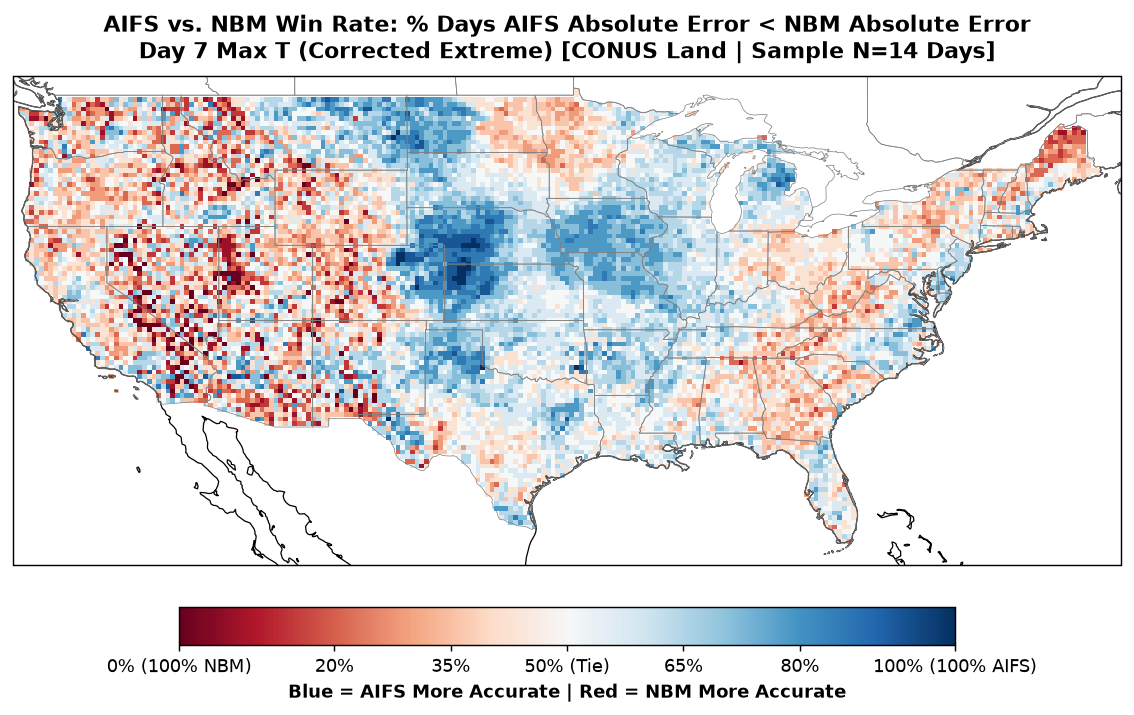 AIFS vs. NBM Win Rate: % Days AIFS Absolute Error < NBM Absolute Error
Day 7 Max T (Corrected Extreme) [CONUS Land | Sample N=14 Days]
0% (100% NBM) 20% 35% 50% (Tie) 65% 80% 100% (100% AIFS)
Blue = AIFS More Accurate | Red = NBM More Accurate